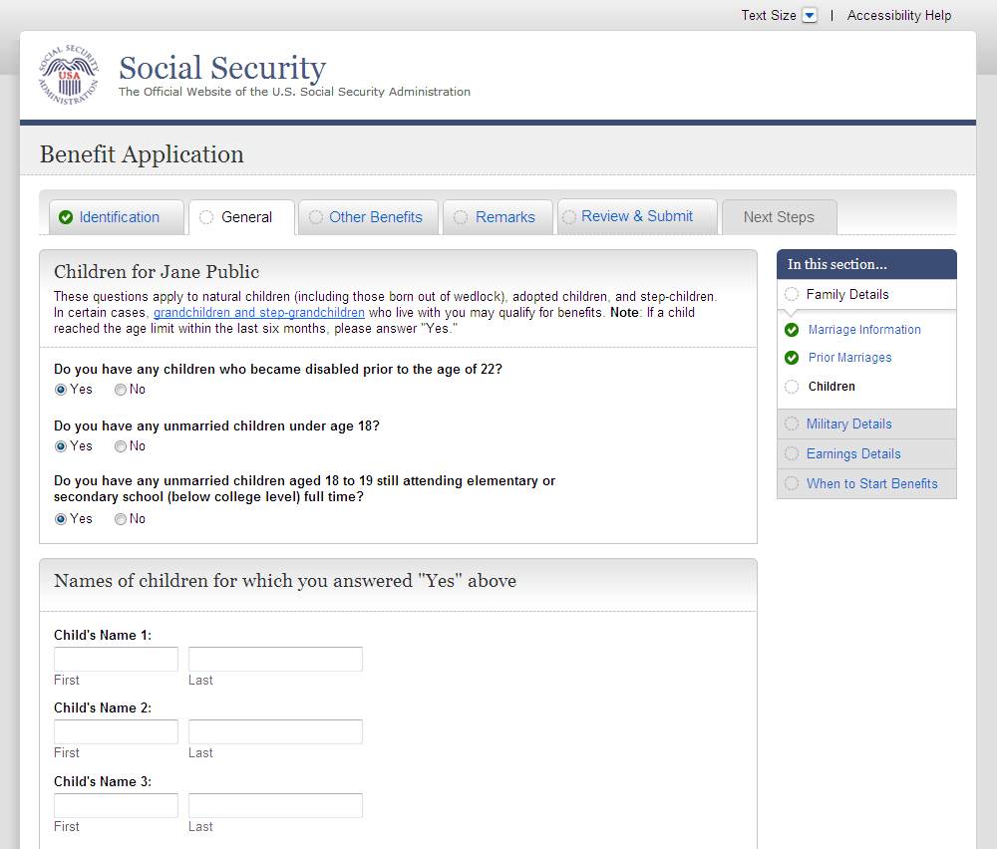 Text Size | Accessibility Help
SOCIAL SECURITY ADMINISTRATION
USA
Social Security
The Official Website of the U.S. Social Security Administration
Benefit Application
Identification
General
Other Benefits
Remarks
Review & Submit
Next Steps
Children for Jane Public
These questions apply to natural children (including those born out of wedlock), adopted children, and step-children.
In certain cases, grandchildren and step-grandchildren who live with you may qualify for benefits. Note: If a child
reached the age limit within the last six months, please answer "Yes."
Do you have any children who became disabled prior to the age of 22?
Yes No
Do you have any unmarried children under age 18?
Yes No
Do you have any unmarried children aged 18 to 19 still attending elementary or
secondary school (below college level) full time?
Yes No
Names of children for which you answered "Yes" above
Child's Name 1:
First Last
Child's Name 2:
First Last
Child's Name 3:
First Last
In this section...
Family Details
Marriage Information
Prior Marriages
Children
Military Details
Earnings Details
When to Start Benefits